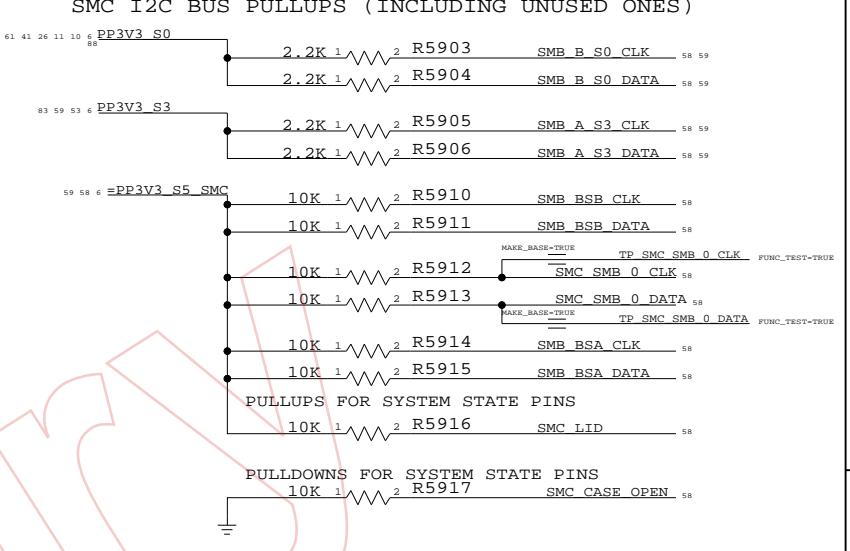 SMC I2C BUS PULLUPS (INCLUDING UNUSED ONES)
61 41 26 11 10 6 PP3V3_S0
88
2.2K 1 2 R5903 SMB_B_S0_CLK 58 59
2.2K 1 2 R5904 SMB_B_S0_DATA 58 59
83 59 53 6 PP3V3_S3
2.2K 1 2 R5905 SMB_A_S3_CLK 58 59
2.2K 1 2 R5906 SMB_A_S3_DATA 58 59
59 58 6 =PP3V3_S5_SMC
10K 1 2 R5910 SMB_BSB_CLK 58
10K 1 2 R5911 SMB_BSB_DATA 58
MAKE_BASE=TRUE TP_SMC_SMB_0_CLK FUNC_TEST=TRUE
10K 1 2 R5912 SMC_SMB_0_CLK 58
10K 1 2 R5913 SMC_SMB_0_DATA 58
MAKE_BASE=TRUE TP_SMC_SMB_0_DATA FUNC_TEST=TRUE
10K 1 2 R5914 SMB_BSA_CLK 58
10K 1 2 R5915 SMB_BSA_DATA 58
PULLUPS FOR SYSTEM STATE PINS
10K 1 2 R5916 SMC_LID 58
PULLDOWNS FOR SYSTEM STATE PINS
10K 1 2 R5917 SMC_CASE_OPEN 58